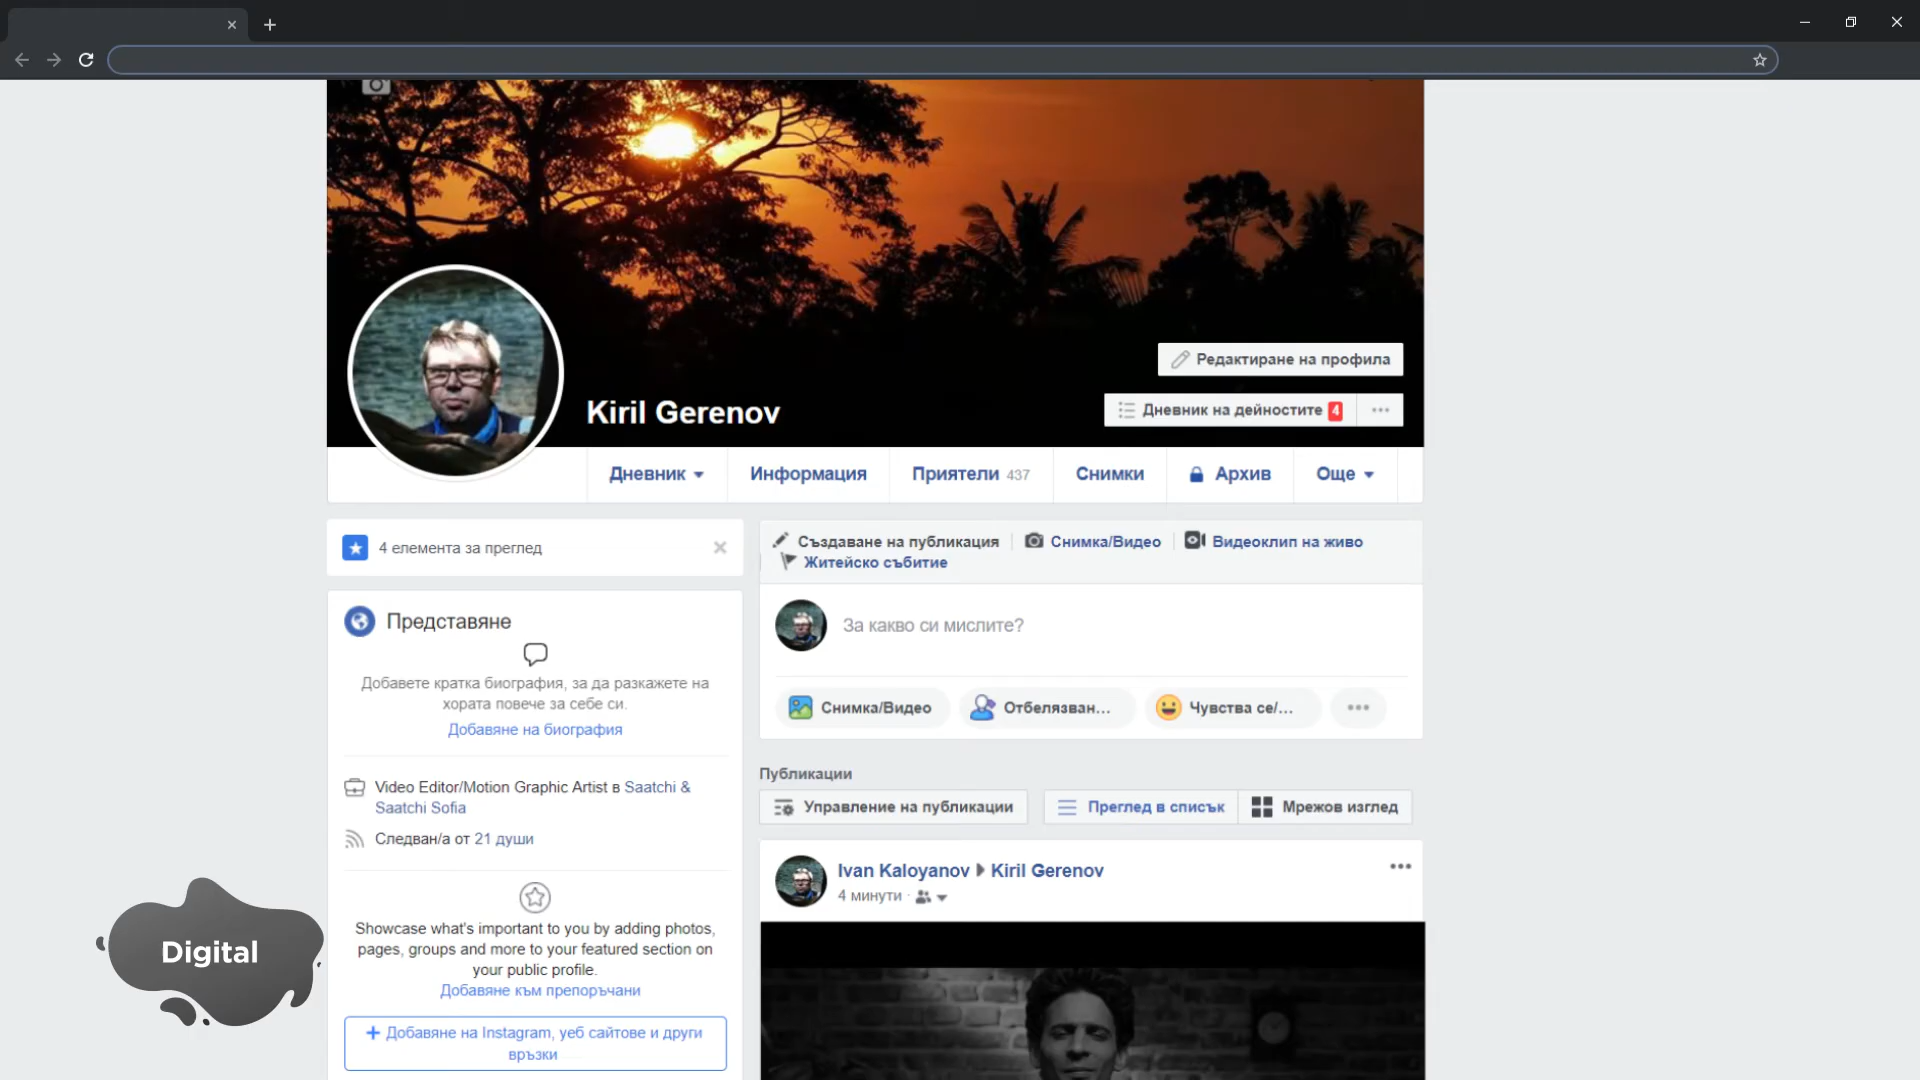 Kiril Gerenov
Редактиране на профила
Дневник на дейностите 4
Дневник
Информация
Приятели 437
Снимки
Архив
Още
4 елемента за преглед
Представяне
Добавете кратка биография, за да разкажете на
хората повече за себе си.
Добавяне на биография
Video Editor/Motion Graphic Artist в Saatchi &
Saatchi Sofia
Следван/а от 21 души
Showcase what's important to you by adding photos,
pages, groups and more to your featured section on
your public profile.
Добавяне към препоръчани
+ Добавяне на Instagram, уеб сайтове и други
връзки
Създаване на публикация
Снимка/Видео
Видеоклип на живо
Житейско събитие
За какво си мислите?
Снимка/Видео
Отбелязван...
Чувства се/...
Публикации
Управление на публикации
Преглед в списък
Мрежов изглед
Ivan Kaloyanov
Kiril Gerenov
4 минути ·
Digital